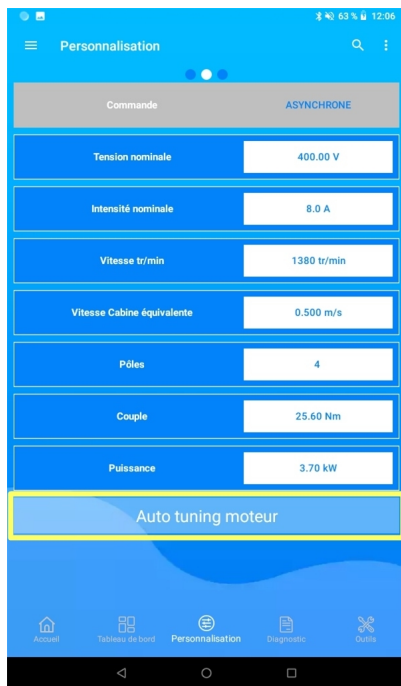 63 % 12:06
Personnalisation
Commande ASYNCHRONE
Tension nominale 400.00 V
Intensité nominale 8.0 A
Vitesse tr/min 1380 tr/min
Vitesse Cabine équivalente 0.500 m/s
Pôles 4
Couple 25.60 Nm
Puissance 3.70 kW
Auto tuning moteur
Accueil Tableau de bord Personnalisation Diagnostic Outils